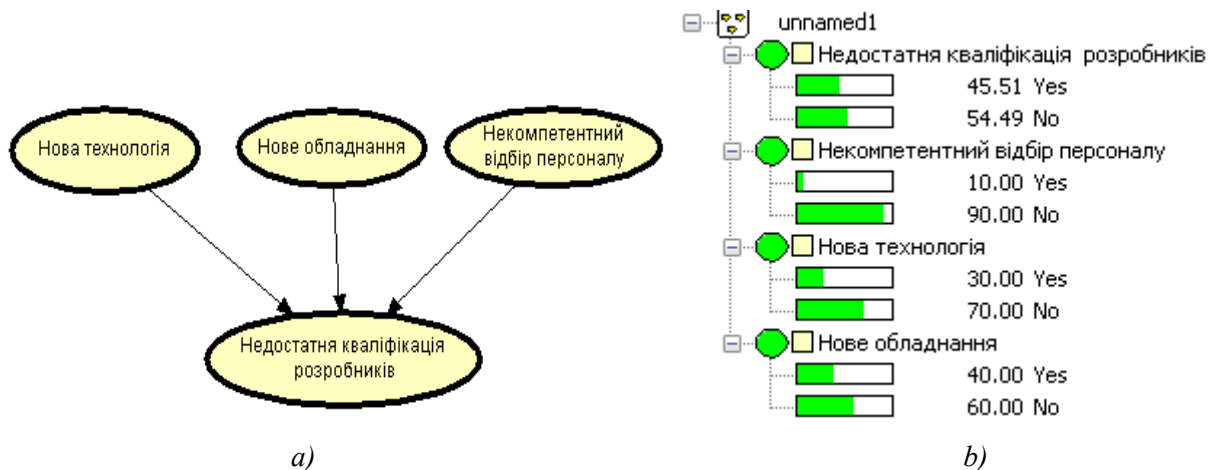 Нова технологія
Нове обладнання
Некомпетентний
відбір персоналу
Недостатня кваліфікація
розробників
a)
unnamed1
Недостатня кваліфікація розробників
45.51 Yes
54.49 No
Некомпетентний відбір персоналу
10.00 Yes
90.00 No
Нова технологія
30.00 Yes
70.00 No
Нове обладнання
40.00 Yes
60.00 No
b)